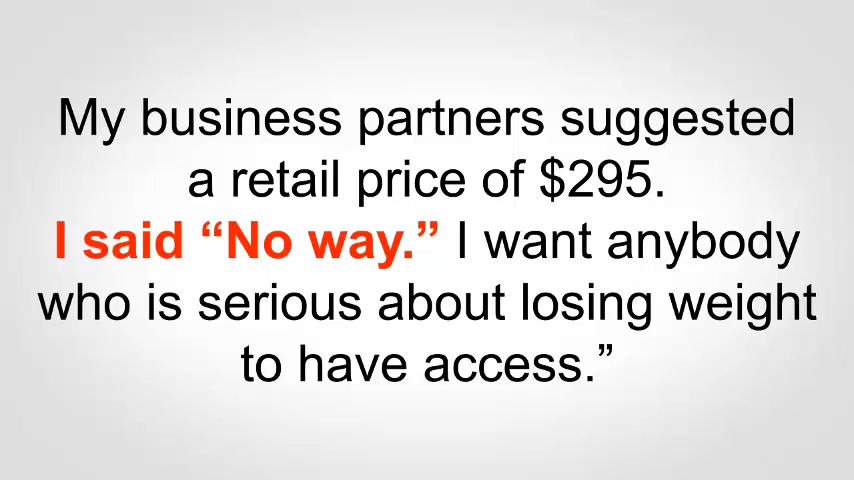 My business partners suggested
a retail price of $295.
I said “No way.” I want anybody
who is serious about losing weight
to have access.”